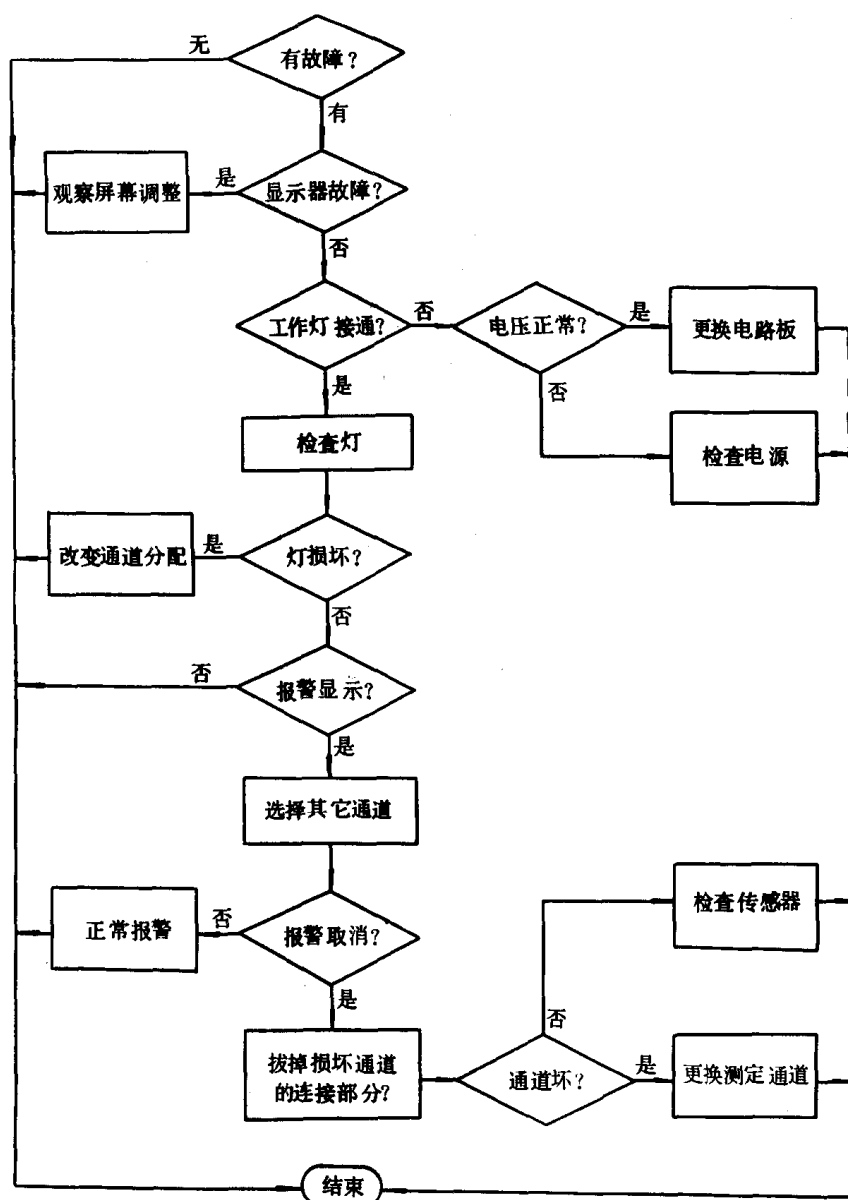 无
有故障？
有
观察屏幕调整
是
显示器故障？
否
工作灯接通？
否
电压正常？
是
更换电路板
是
检查灯
否
检查电源
改变通道分配
是
灯损坏？
否
否
报警显示？
是
选择其它通道
检查传感器
正常报警
否
报警取消？
是
否
拔掉损坏通道
的连接部分？
通道坏？
是
更换测定通道
结束